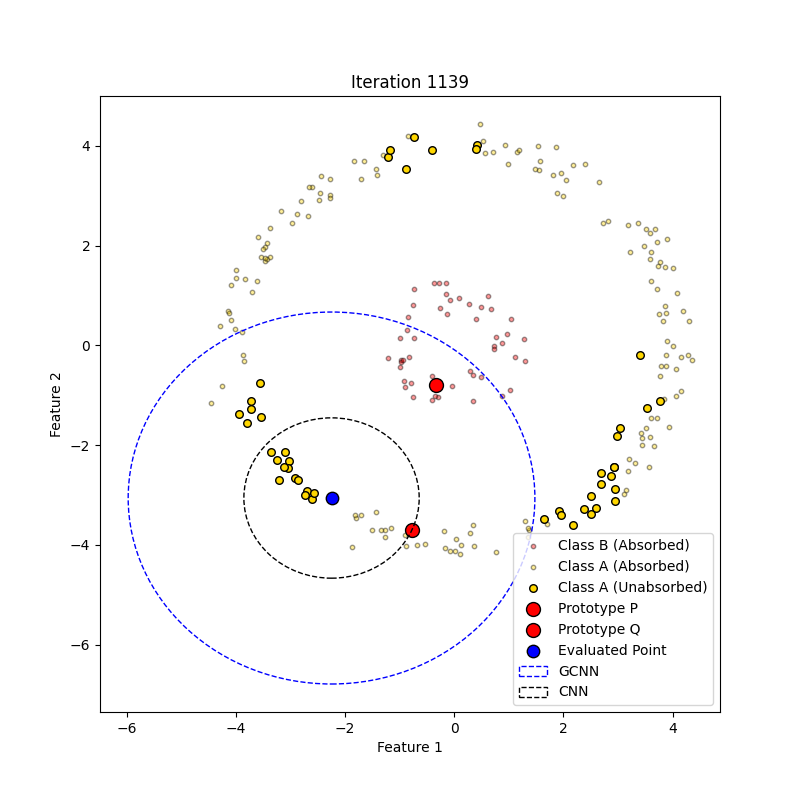 Iteration 1139
4
2
0
−2
−4
−6
Feature 2
−6
−4
−2
0
2
4
Feature 1
Class B (Absorbed)
Class A (Absorbed)
Class A (Unabsorbed)
Prototype P
Prototype Q
Evaluated Point
GCNN
CNN